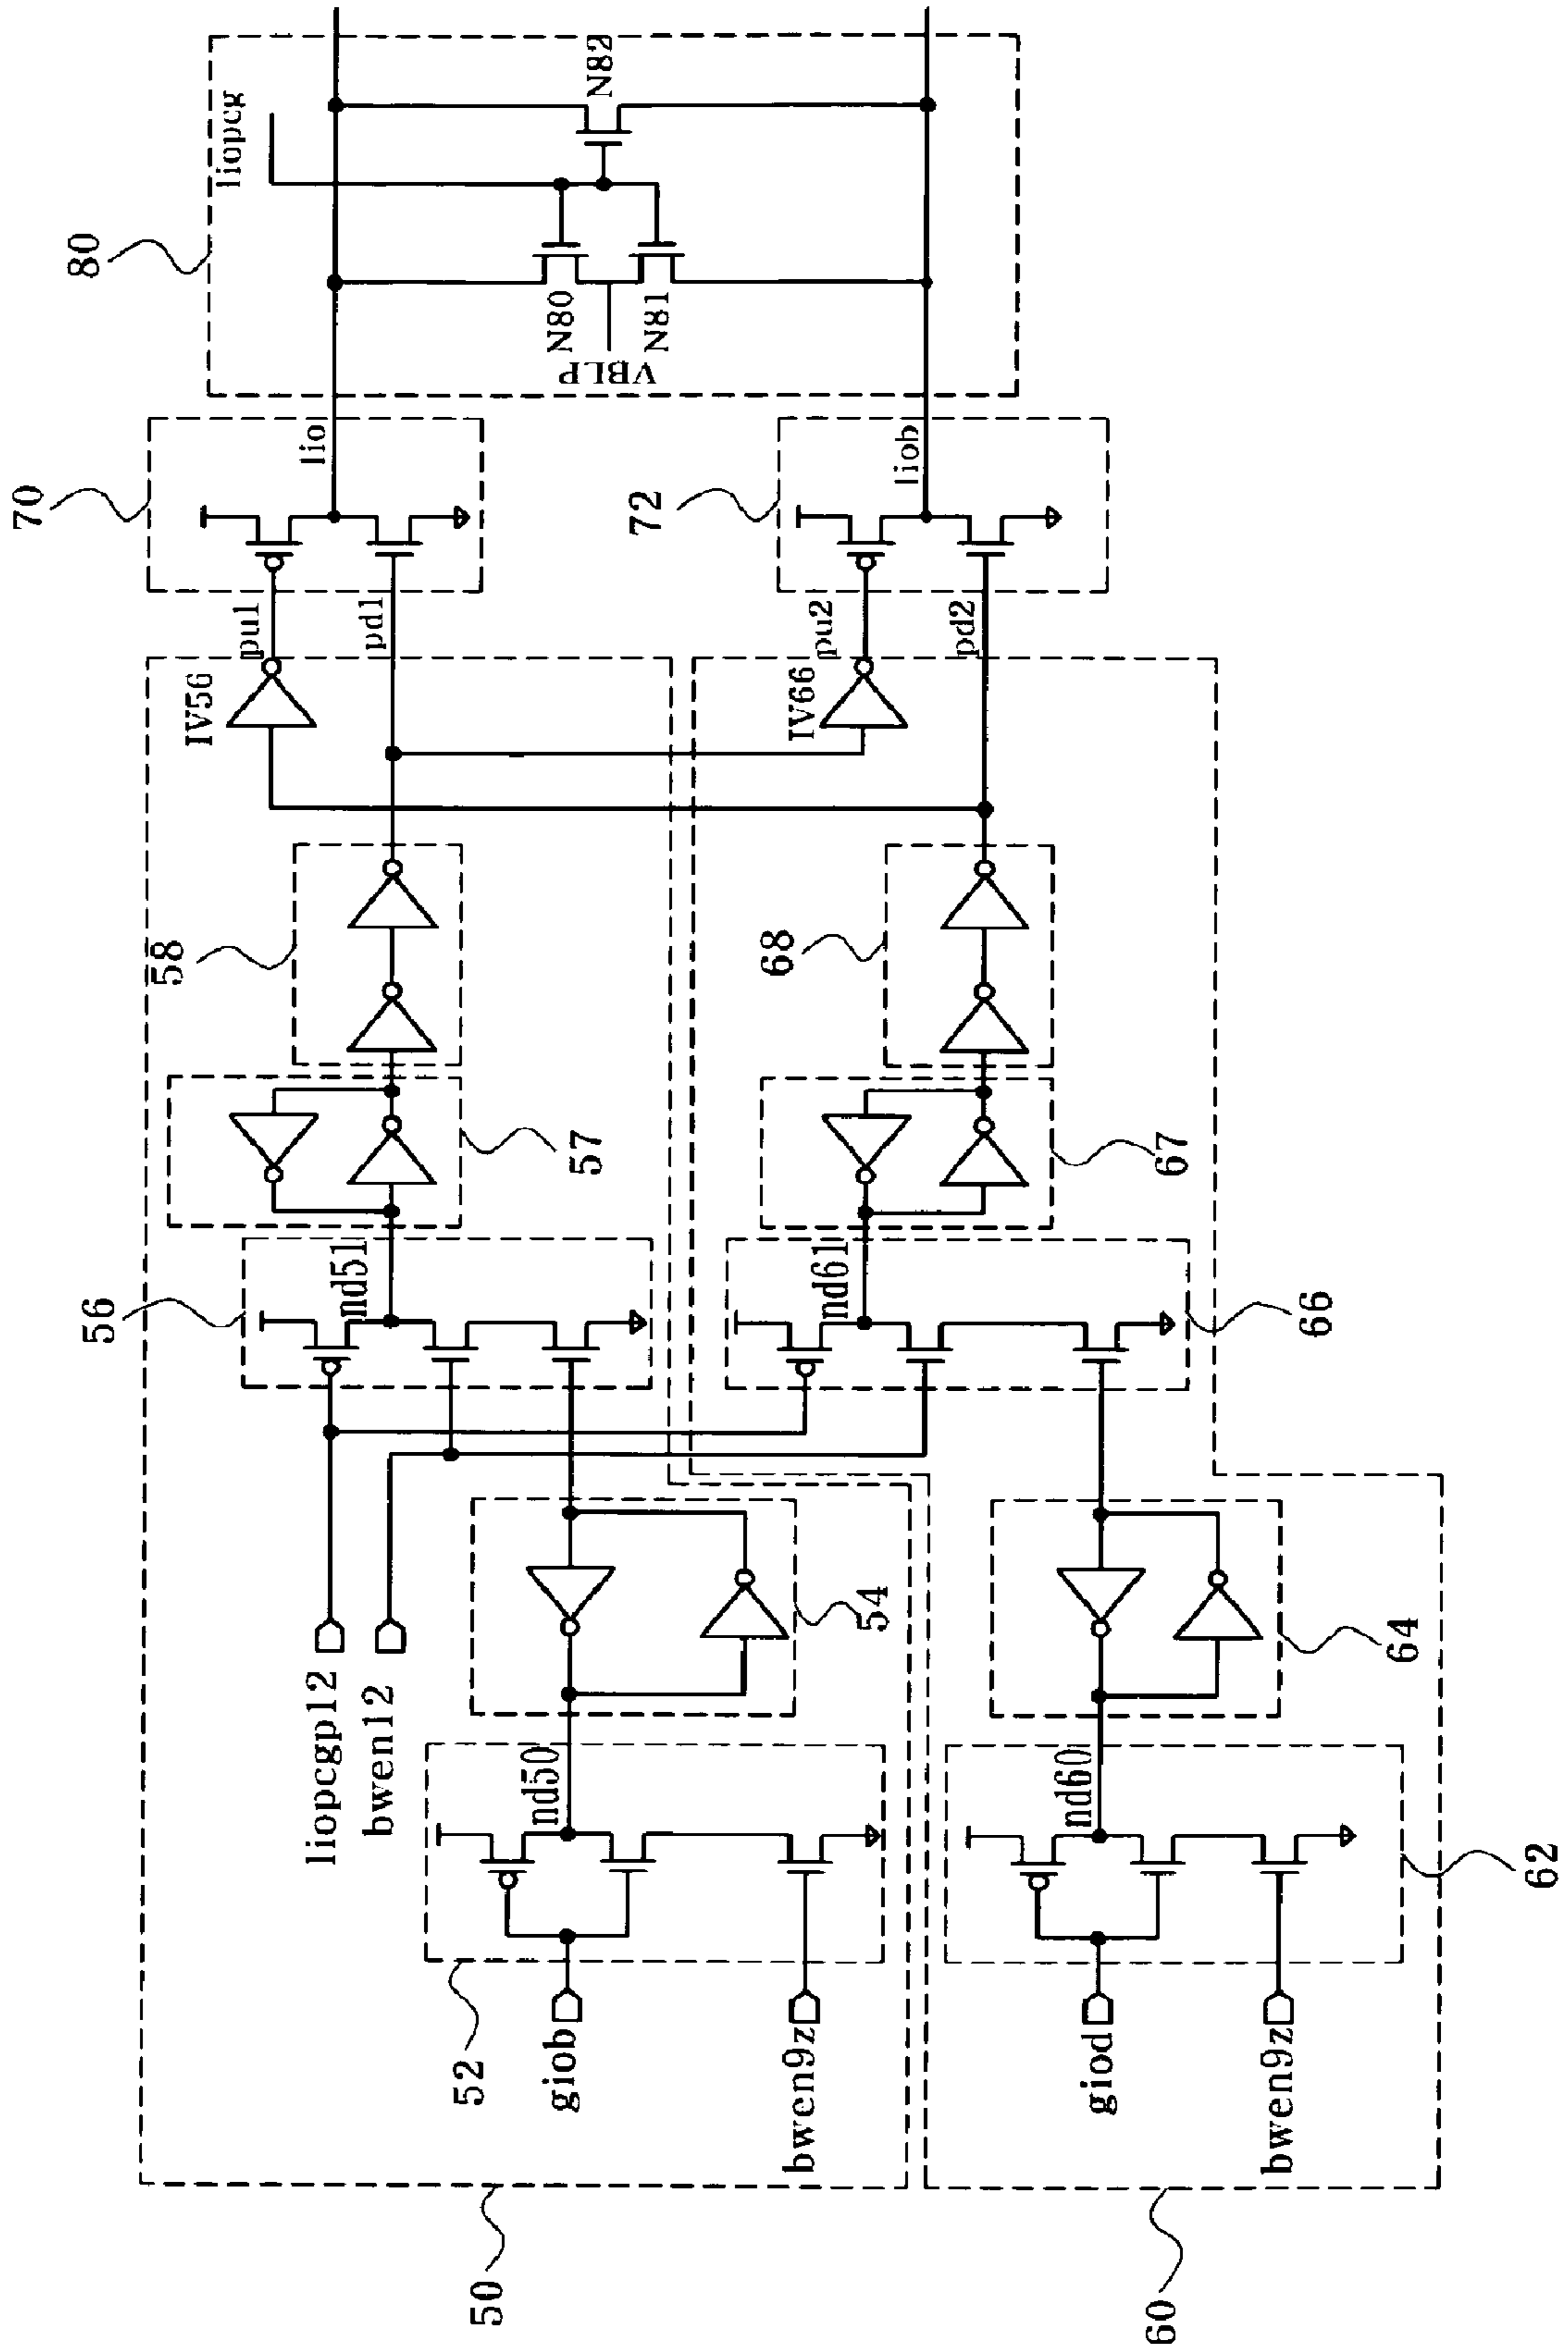 80
liopcg
N82
N80
VBLP
N81
70
lio
72
liob
pu1
pd1
pu2
pd2
IV56
IV66
58
68
57
67
56
nd51
nd61
66
54
64
liopcgp12
bwen12
nd50
nd60
52
giob
bwen9z
giod
bwen9z
62
50
60